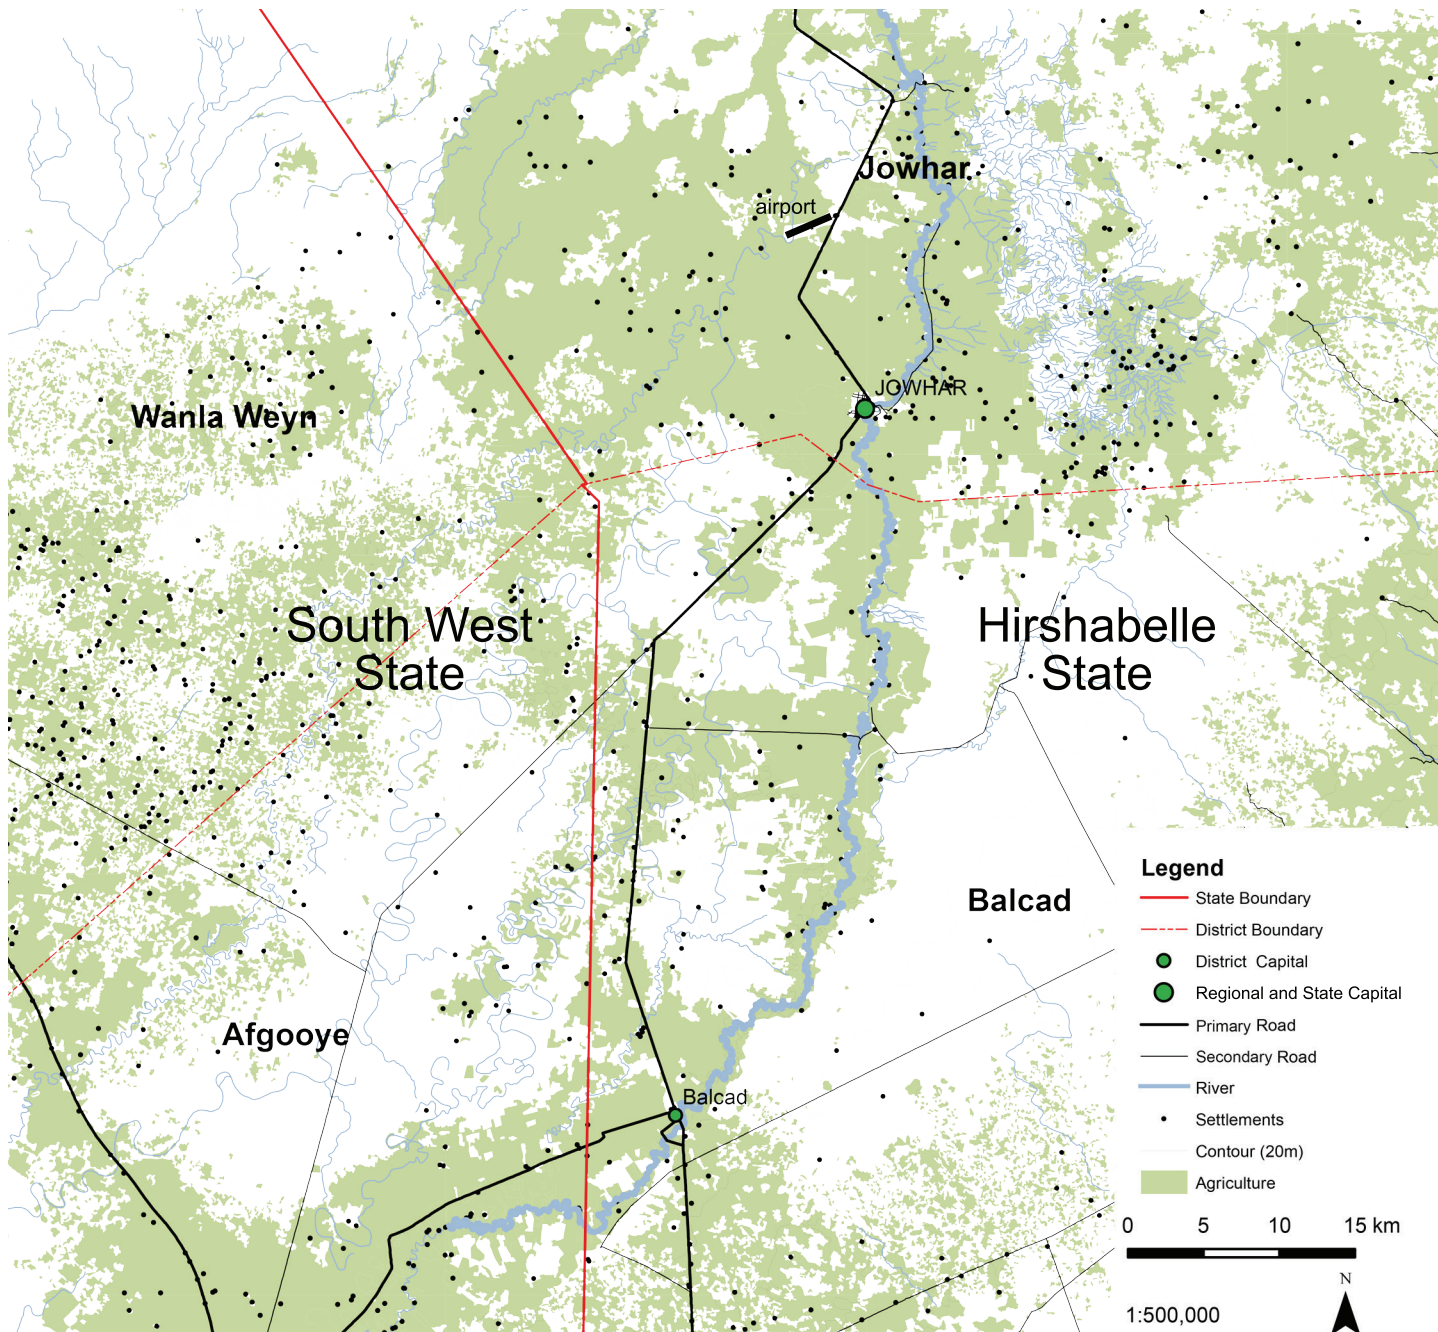 Jowhar
airport
JOWHAR
Wanla Weyn
South West
State
Hirshabelle
State
Balcad
Afgooye
Balcad
Legend
State Boundary
District Boundary
District Capital
Regional and State Capital
Primary Road
Secondary Road
River
Settlements
Contour (20m)
Agriculture
0 5 10 15 km
N
1:500,000